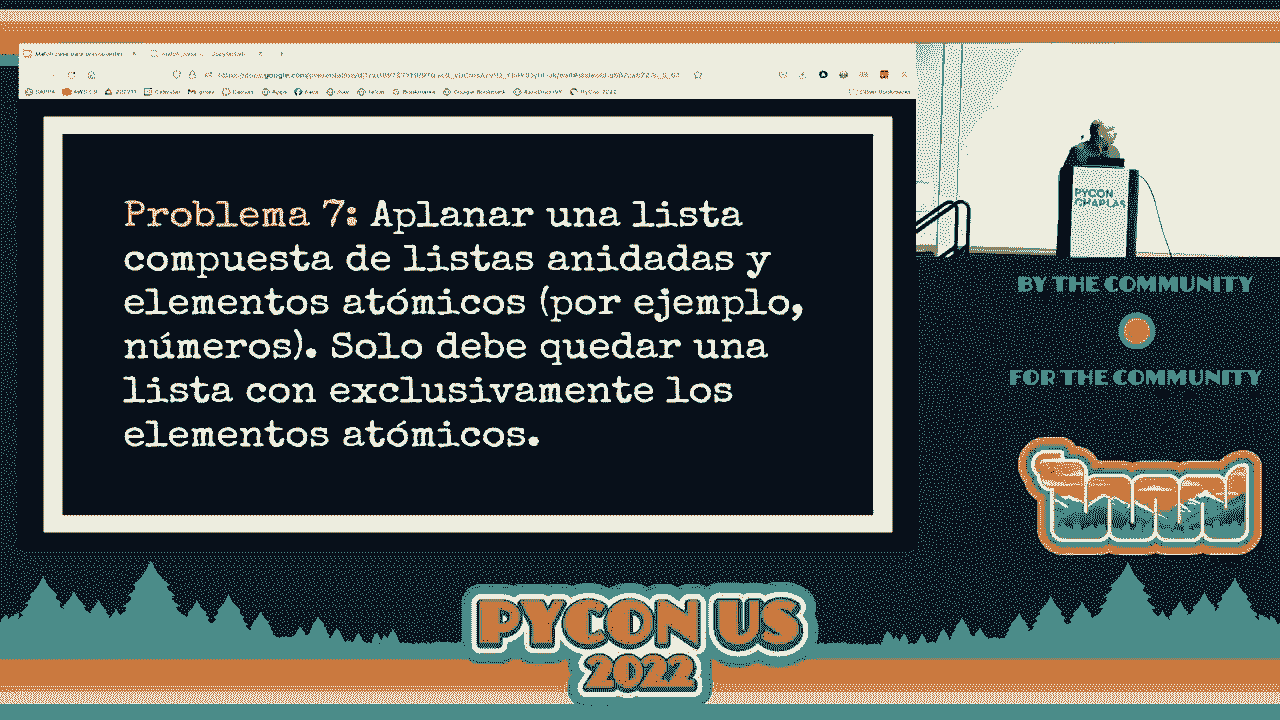 Problema 7: Aplanar una lista
compuesta de listas anidadas y
elementos atómicos (por ejemplo,
números). Solo debe quedar una
lista con exclusivamente los
elementos atómicos.
PYCON
CHARLAS
BY THE COMMUNITY
FOR THE COMMUNITY
PYCON US
2022